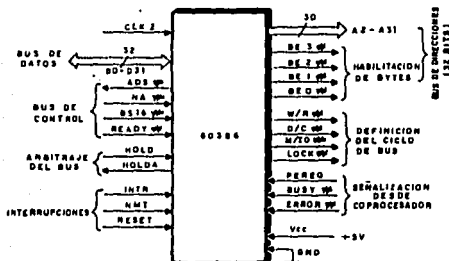 CLK 2
BUS DE
DATOS
32
D0-D31
ADS
NA
BS16
READY
BUS
DE
CONTROL
ARBITRAJE
DEL BUS
HOLD
HOLDA
INTERRUPCIONES
INTR
NMT
RESET
80386
30
A2-A31
BE 3
BE 2
BE 1
BE 0
HABILITACION
DE BYTES
BUS DE DIRECCIONES
(32 BITS)
W/R
D/C
M/IO
LOCK
DEFINICION
DEL CICLO
DE BUS
PEREQ
BUSY
ERROR
SEÑALIZACION
DESDE
COPROCESADOR
Vcc
+5V
GND